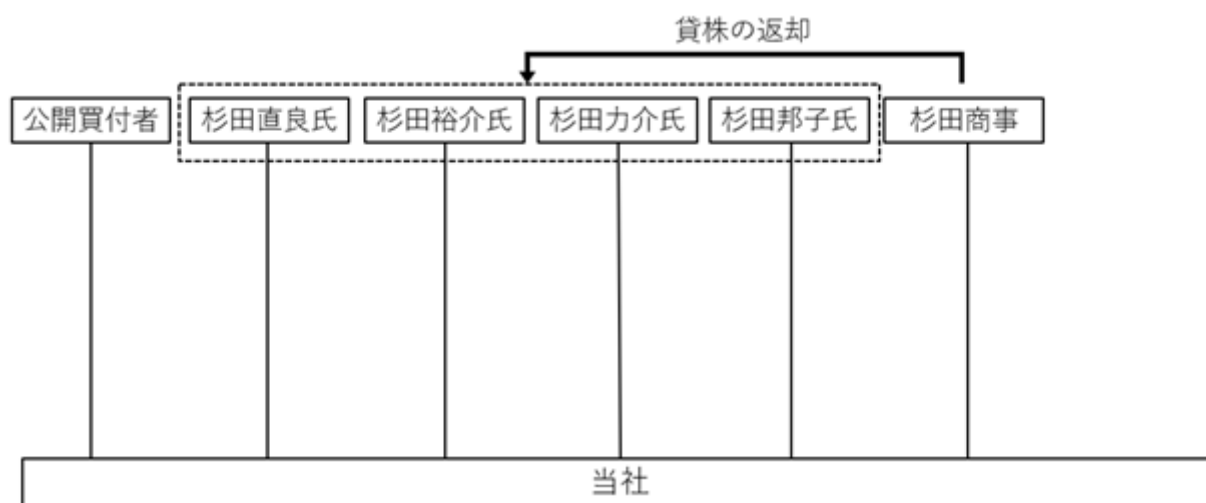 貸株の返却
公開買付者
杉田直良氏
杉田裕介氏
杉田力介氏
杉田邦子氏
杉田商事
当社